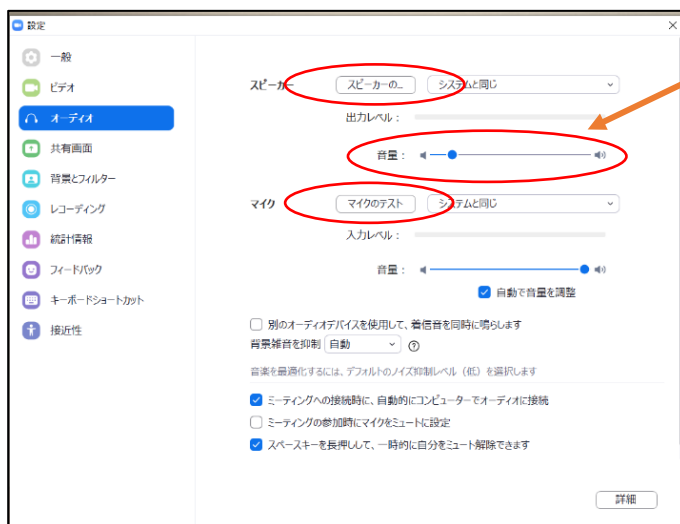 設定
一般
ビデオ
オーディオ
共有画面
背景とフィルター
レコーディング
統計情報
フィードバック
キーボードショートカット
接近性
スピーカー スピーカーの... システムと同じ
出力レベル：
音量：
マイク マイクのテスト システムと同じ
入力レベル：
音量：
自動で音量を調整
別のオーディオデバイスを使用して、着信音を同時に鳴らします
背景雑音を抑制 自動
音楽を最適化するには、デフォルトのノイズ抑制レベル（低）を選択します
ミーティングへの接続時に、自動的にコンピューターでオーディオに接続
ミーティングの参加時にマイクをミュートに設定
スペースキーを長押しして、一時的に自分をミュート解除できます
詳細